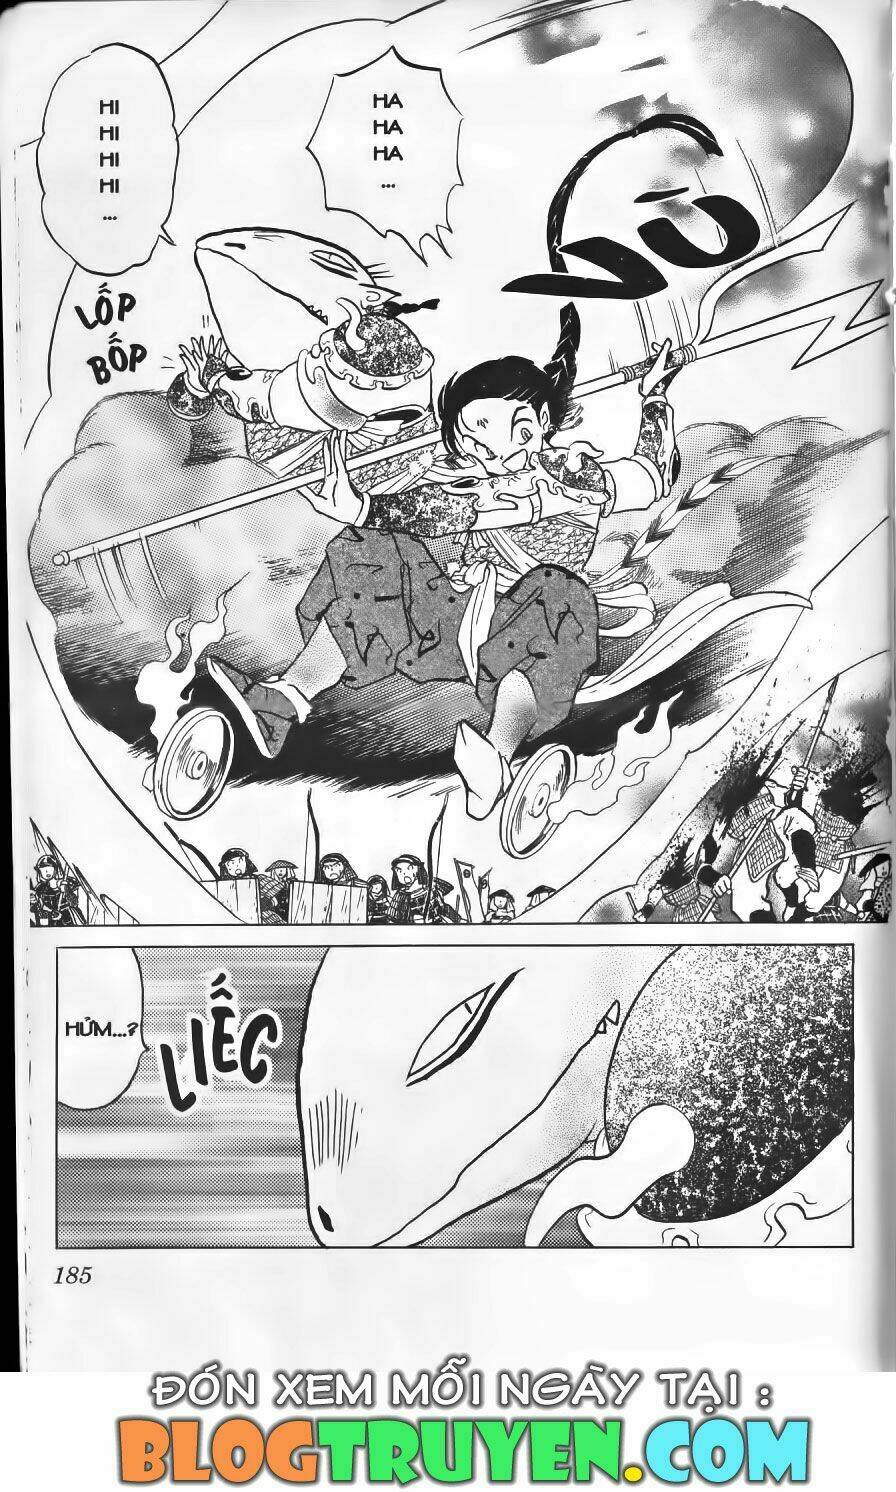 HI
HI
HI
HI
...
HA
HA
HA
...
VÚ
LỐP
BỐP
HỬM...?
LIẾC
185
ĐÓN XEM MỖI NGÀY TẠI :
BLOGTRUYEN.COM